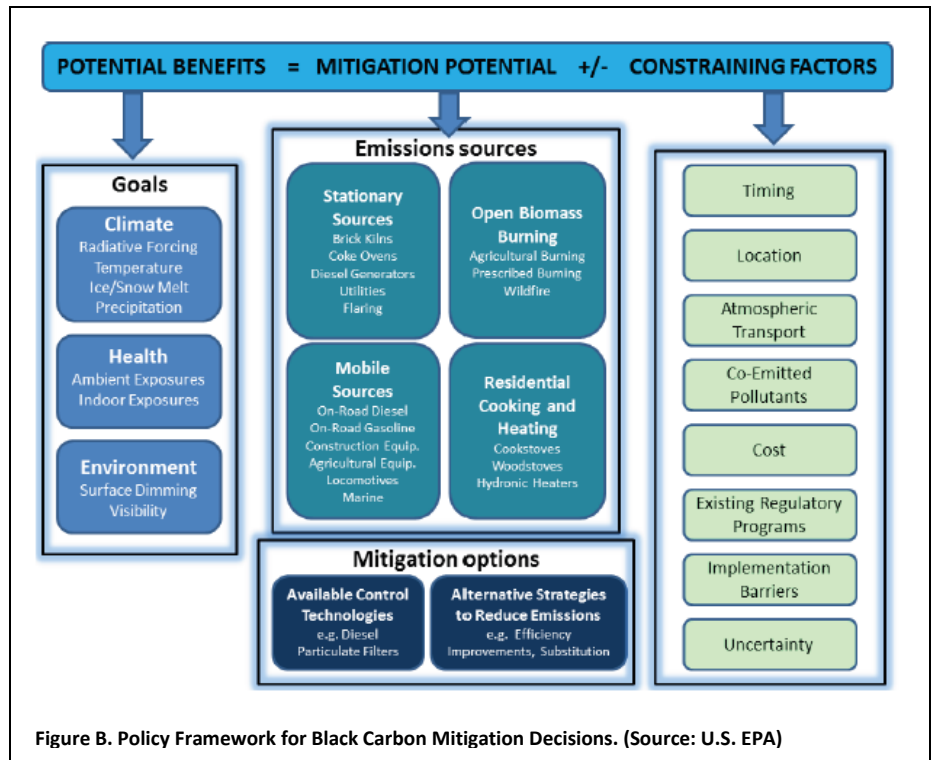 POTENTIAL BENEFITS = MITIGATION POTENTIAL +/- CONSTRAINING FACTORS
Goals
Climate
Radiative Forcing
Temperature
Ice/Snow Melt
Precipitation
Health
Ambient Exposures
Indoor Exposures
Environment
Surface Dimming
Visibility
Emissions sources
Stationary
Sources
Brick Kilns
Coke Ovens
Diesel Generators
Utilities
Flaring
Open Biomass
Burning
Agricultural Burning
Prescribed Burning
Wildfire
Mobile
Sources
On-Road Diesel
On-Road Gasoline
Construction Equip.
Agricultural Equip.
Locomotives
Marine
Residential
Cooking and
Heating
Cookstoves
Woodstoves
Hydronic Heaters
Mitigation options
Available Control
Technologies
e.g. Diesel
Particulate Filters
Alternative Strategies
to Reduce Emissions
e.g. Efficiency
Improvements, Substitution
Timing
Location
Atmospheric
Transport
Co-Emitted
Pollutants
Cost
Existing Regulatory
Programs
Implementation
Barriers
Uncertainty
Figure B. Policy Framework for Black Carbon Mitigation Decisions. (Source: U.S. EPA)